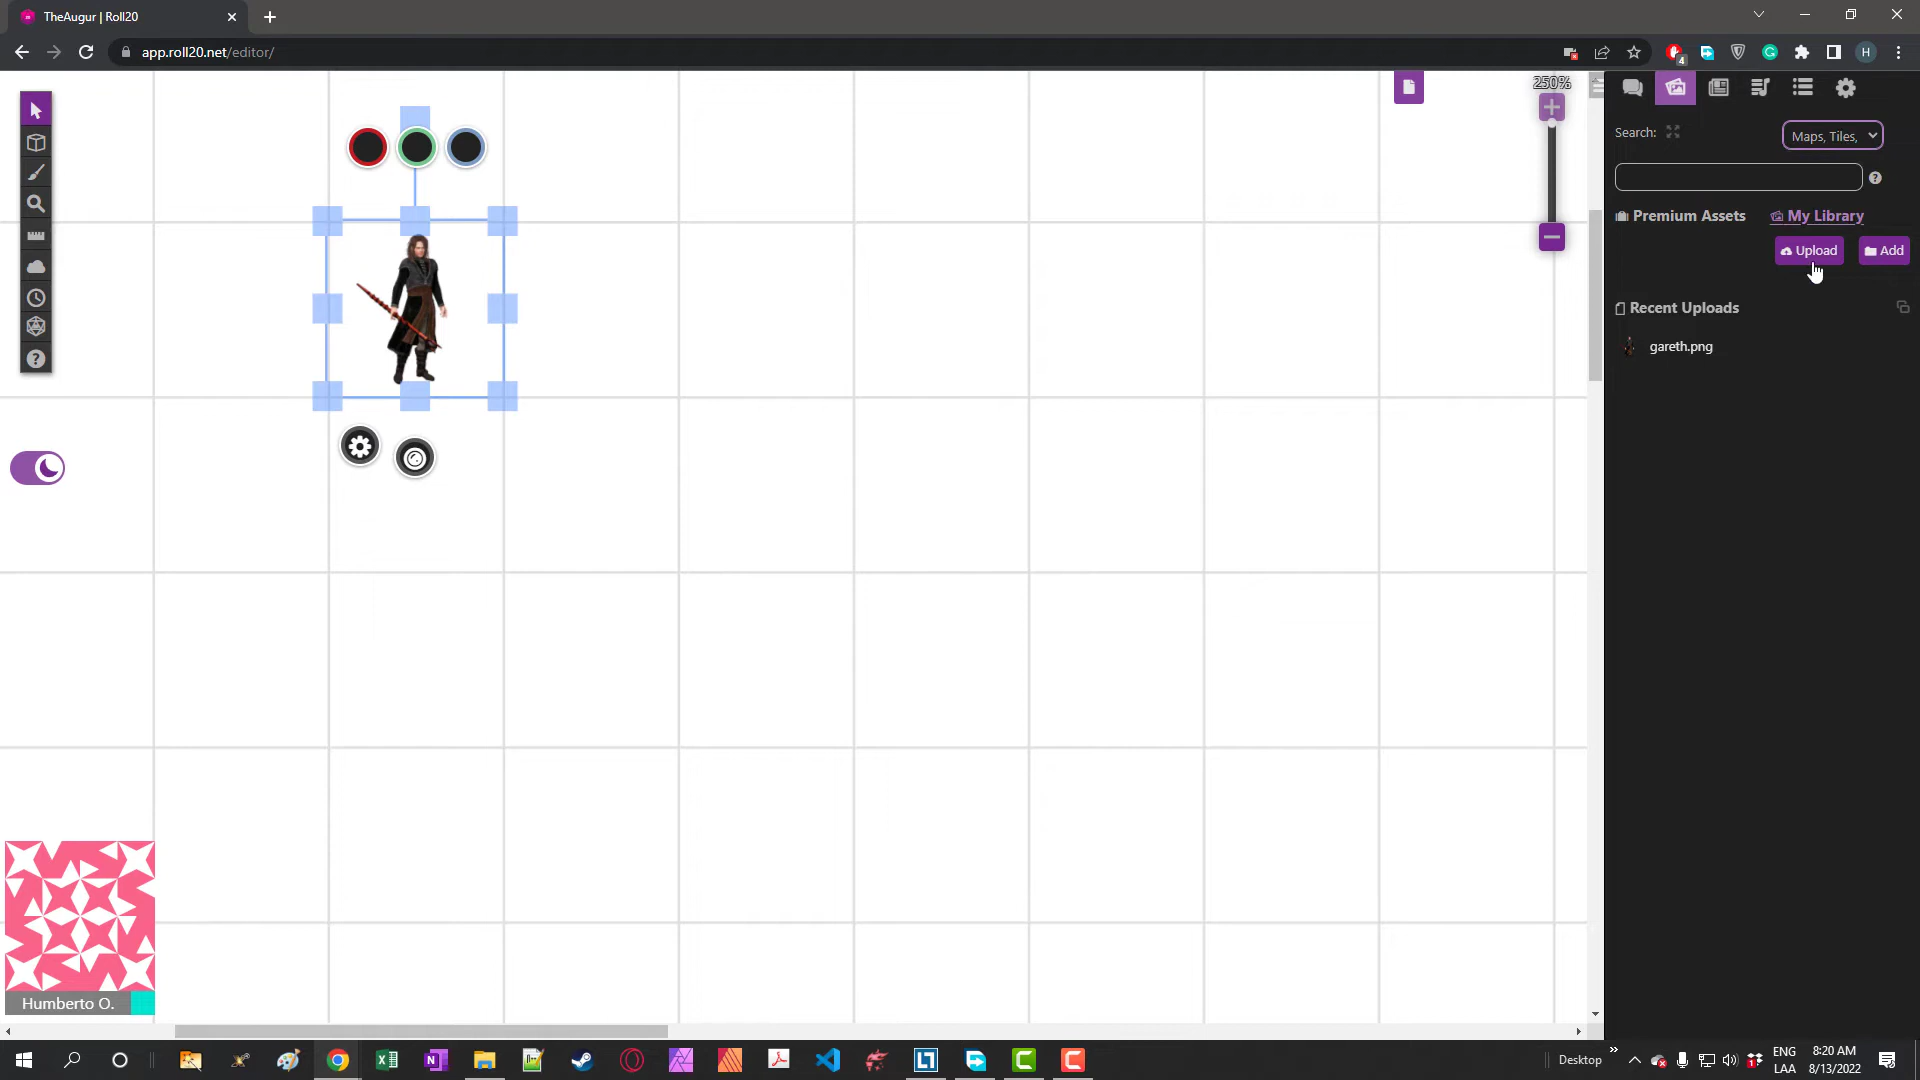 TheAugur | Roll20
app.roll20.net/editor/
4
H
250%
Search:
Maps, Tiles,
Premium Assets
My Library
Upload
Add
Recent Uploads
gareth.png
Humberto O.
Desktop
ENG
LAA
8:20 AM
8/13/2022